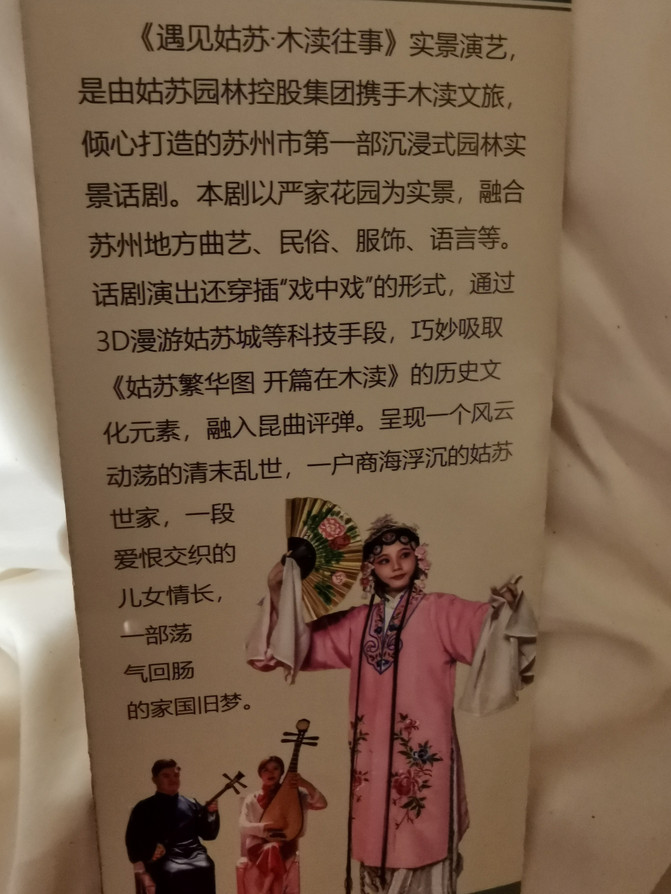 《遇见姑苏·木渎往事》实景演艺，
是由姑苏园林控股集团携手木渎文旅，
倾心打造的苏州市第一部沉浸式园林实
景话剧。本剧以严家花园为实景，融合
苏州地方曲艺、民俗、服饰、语言等。
话剧演出还穿插“戏中戏”的形式，通过
3D漫游姑苏城等科技手段，巧妙吸取
《姑苏繁华图 开篇在木渎》的历史文
化元素，融入昆曲评弹。呈现一个风云
动荡的清末乱世，一户商海浮沉的姑苏
世家，一段
爱恨交织的
儿女情长，
一部荡
气回肠
的家国旧梦。